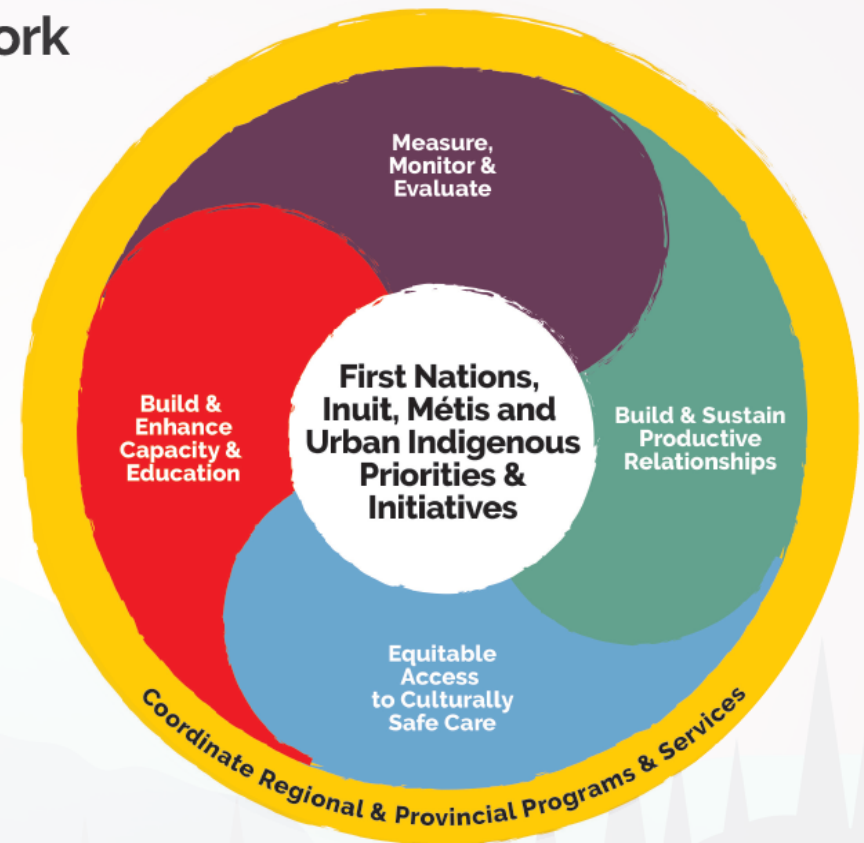 ork
Measure,
Monitor &
Evaluate
First Nations,
Inuit, Métis and
Urban Indigenous
Priorities &
Initiatives
Build &
Enhance
Capacity &
Education
Build & Sustain
Productive
Relationships
Equitable
Access
to Culturally
Safe Care
Coordinate Regional & Provincial Programs & Services